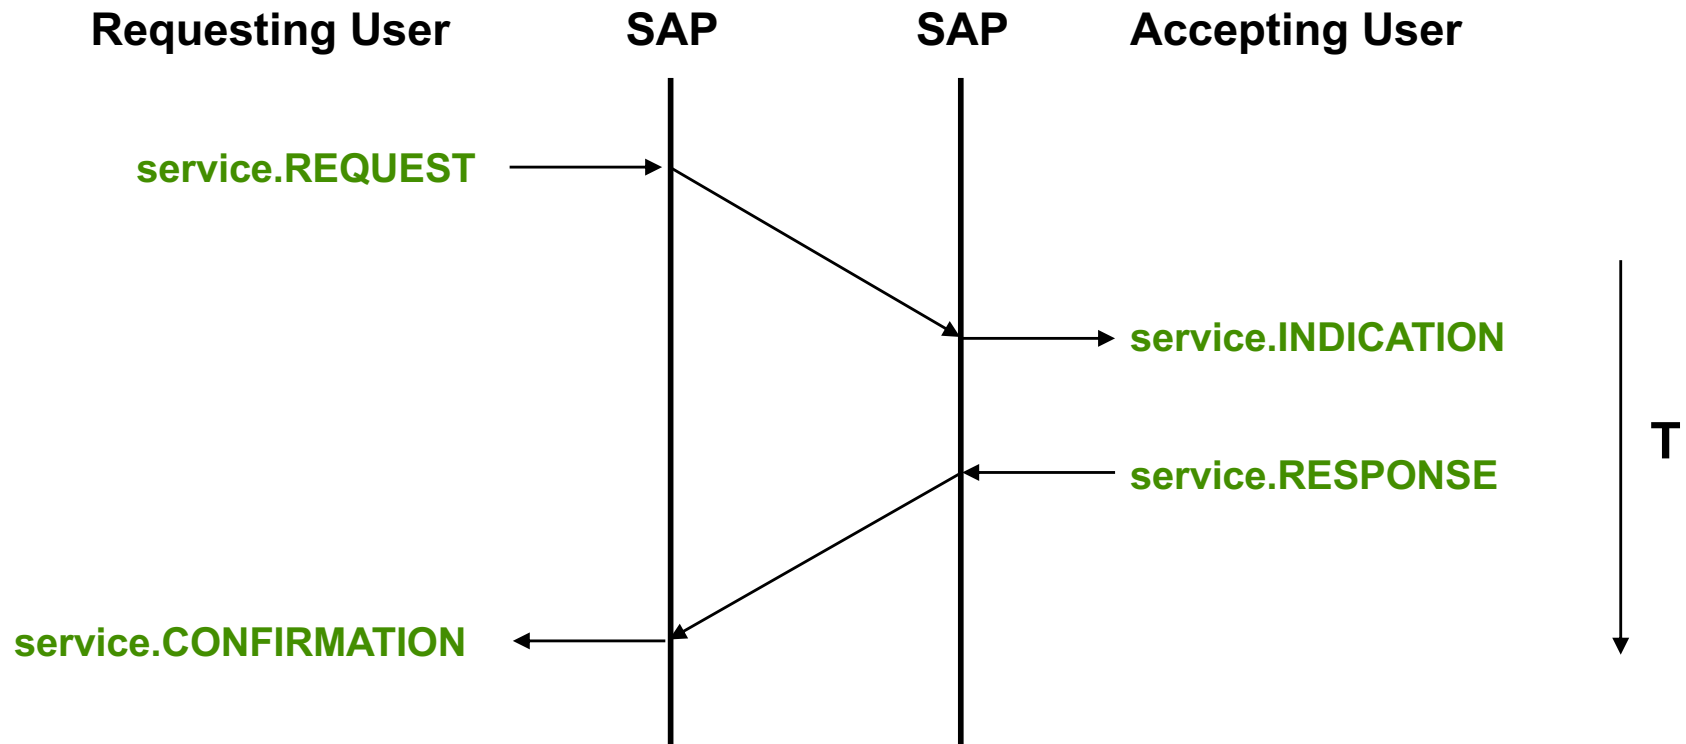 Requesting User SAP SAP Accepting User
service.REQUEST
service.INDICATION
T
service.RESPONSE
service.CONFIRMATION